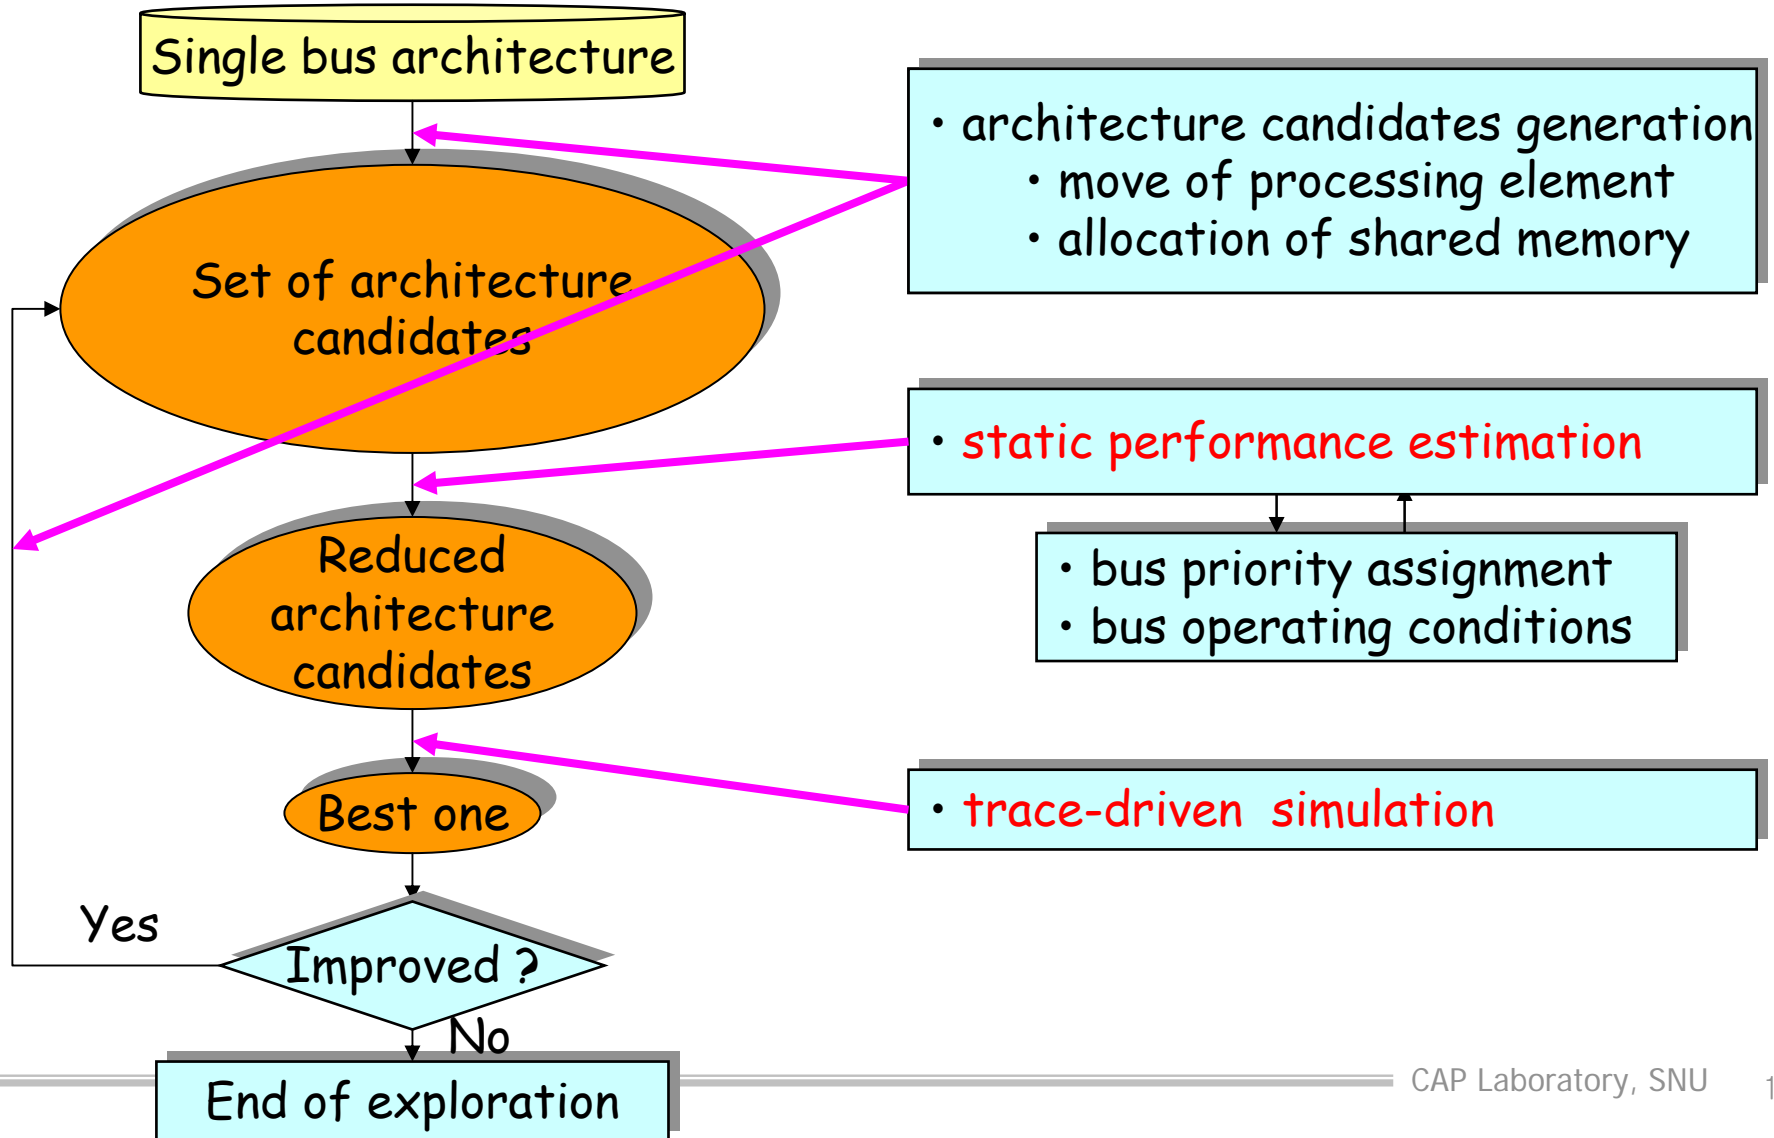 Single bus architecture
• architecture candidates generation
• move of processing element
• allocation of shared memory
Set of architecture
candidates
• static performance estimation
Reduced
architecture
candidates
• bus priority assignment
• bus operating conditions
Best one
• trace-driven simulation
Yes
Improved ?
No
End of exploration
CAP Laboratory, SNU
1